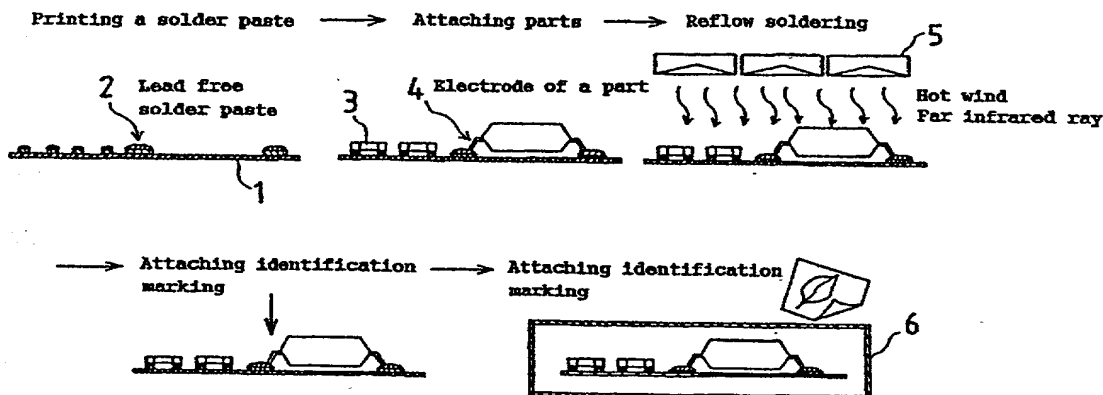 Printing a solder paste → Attaching parts → Reflow soldering
5
2 Lead free
solder paste
3
4 Electrode of a part
Hot wind
Far infrared ray
1
→ Attaching identification
marking
→ Attaching identification
marking
6